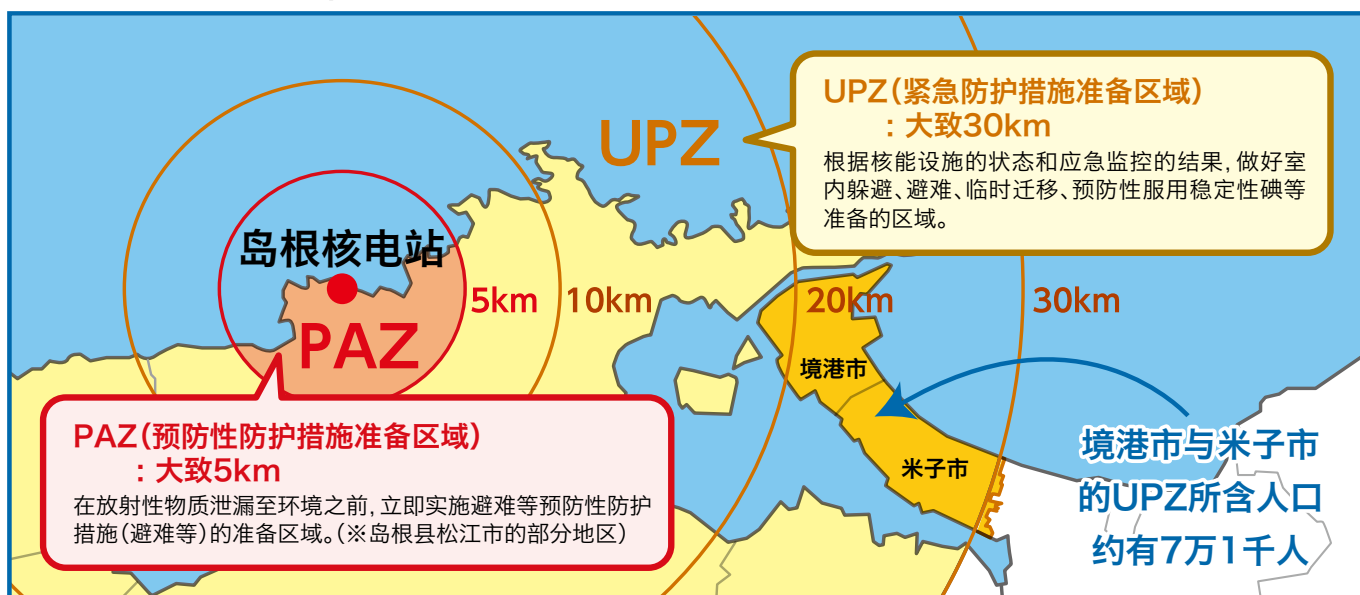 UPZ(紧急防护措施准备区域)
：大致30km
根据核能设施的状态和应急监控的结果，做好室
内躲避、避难、临时迁移、预防性服用稳定性碘等
准备的区域。
UPZ
岛根核电站
5km
10km
20km
30km
PAZ
境港市
米子市
PAZ(预防性防护措施准备区域)
：大致5km
在放射性物质泄漏至环境之前，立即实施避难等预防性防护
措施(避难等)的准备区域。(※岛根县松江市的部分地区)
境港市与米子市
的UPZ所含人口
约有7万1千人